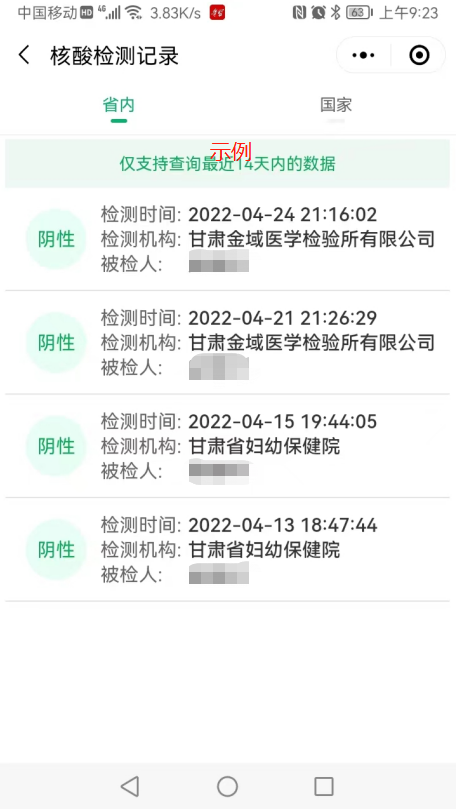 中国移动 HD 4G 3.83K/s 63 上午9:23
核酸检测记录
省内 国家
示例
仅支持查询最近14天内的数据
阴性
检测时间: 2022-04-24 21:16:02
检测机构: 甘肃金域医学检验所有限公司
被检人:
阴性
检测时间: 2022-04-21 21:26:29
检测机构: 甘肃金域医学检验所有限公司
被检人:
阴性
检测时间: 2022-04-15 19:44:05
检测机构: 甘肃省妇幼保健院
被检人:
阴性
检测时间: 2022-04-13 18:47:44
检测机构: 甘肃省妇幼保健院
被检人: